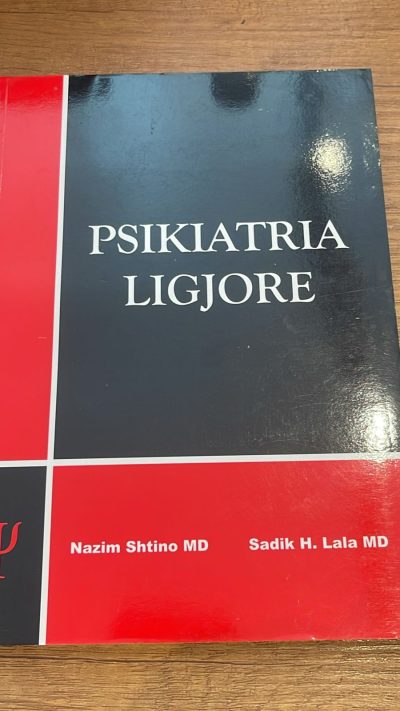 PSIKIATRIA
LIGJORE
Nazim Shtino MD Sadik H. Lala MD